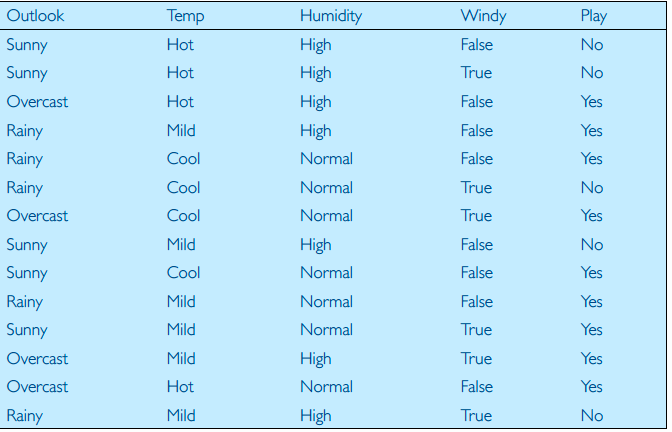 Outlook Temp Humidity Windy Play
Sunny Hot High False No
Sunny Hot High True No
Overcast Hot High False Yes
Rainy Mild High False Yes
Rainy Cool Normal False Yes
Rainy Cool Normal True No
Overcast Cool Normal True Yes
Sunny Mild High False No
Sunny Cool Normal False Yes
Rainy Mild Normal False Yes
Sunny Mild Normal True Yes
Overcast Mild High True Yes
Overcast Hot Normal False Yes
Rainy Mild High True No